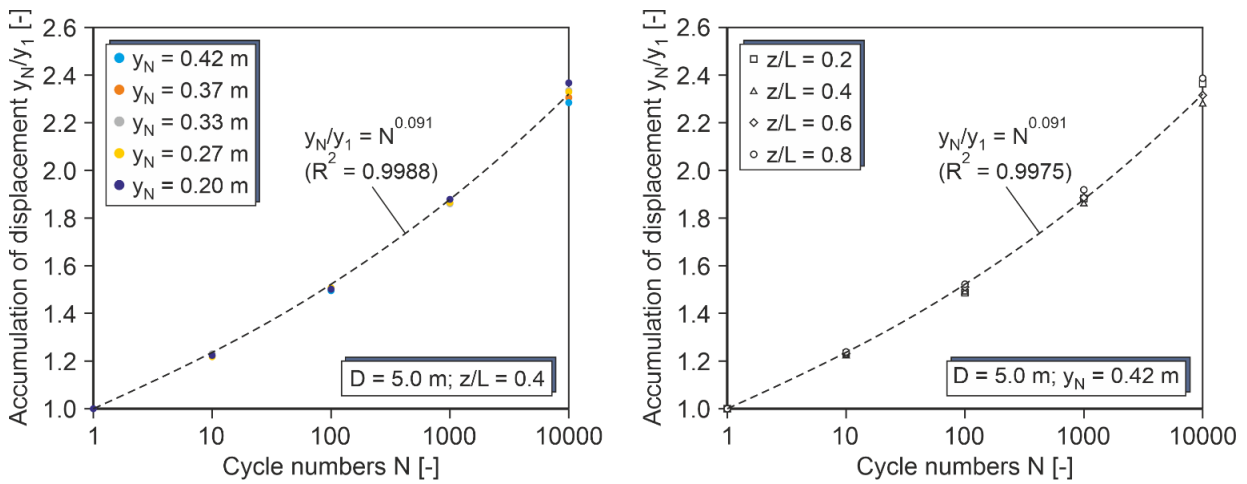 Accumulation of displacement yN/y1 [-]
2.6
2.4
2.2
2.0
1.8
1.6
1.4
1.2
1.0
yN = 0.42 m
yN = 0.37 m
yN = 0.33 m
yN = 0.27 m
yN = 0.20 m
yN/y1 = N^0.091
(R^2 = 0.9988)
D = 5.0 m; z/L = 0.4
1 10 100 1000 10000
Cycle numbers N [-]
Accumulation of displacement yN/y1 [-]
2.6
2.4
2.2
2.0
1.8
1.6
1.4
1.2
1.0
z/L = 0.2
z/L = 0.4
z/L = 0.6
z/L = 0.8
yN/y1 = N^0.091
(R^2 = 0.9975)
D = 5.0 m; yN = 0.42 m
1 10 100 1000 10000
Cycle numbers N [-]